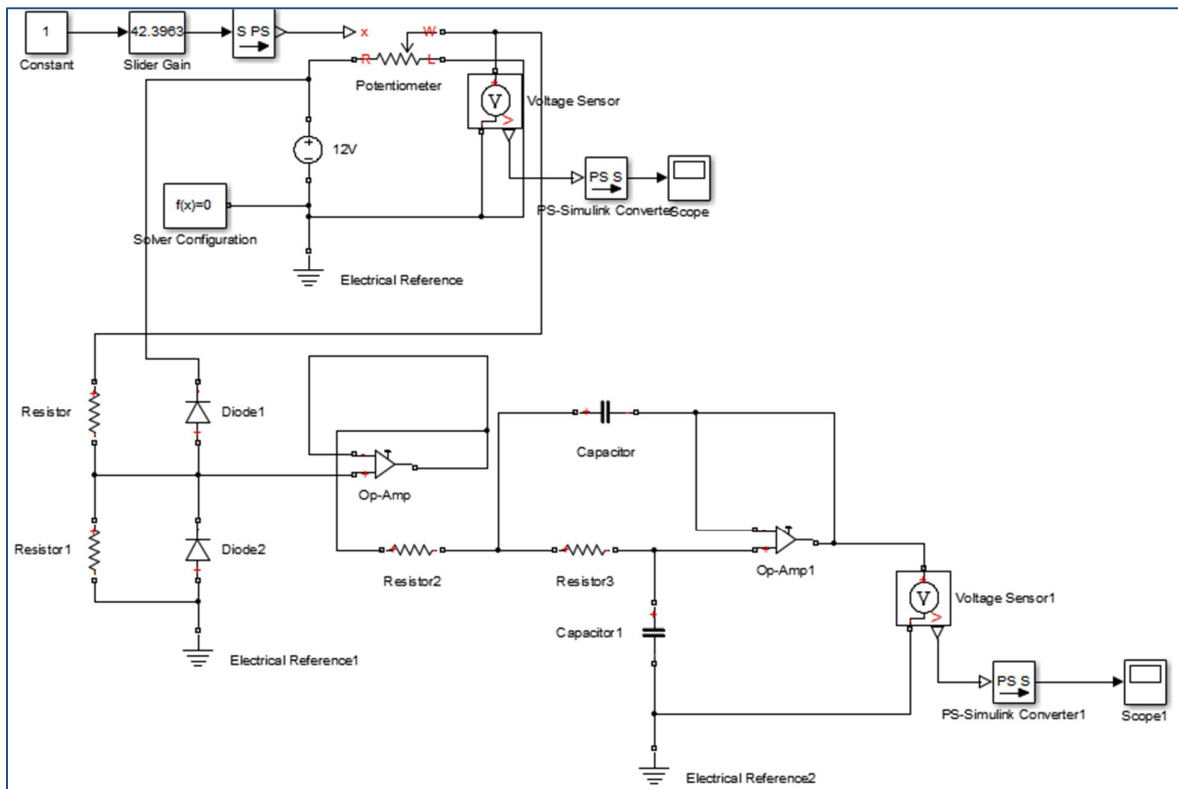 1
Constant
42.3963
Slider Gain
S PS
x
W
R
L
Potentiometer
V
Voltage Sensor
12V
PS S
PS-Simulink Converter
Scope
f(x)=0
Solver Configuration
Electrical Reference
Resistor
Diode1
Capacitor
Op-Amp
Resistor1
Diode2
Resistor2
Resistor3
Op-Amp1
V
Voltage Sensor1
Capacitor1
Electrical Reference1
PS S
PS-Simulink Converter1
Scope1
Electrical Reference2